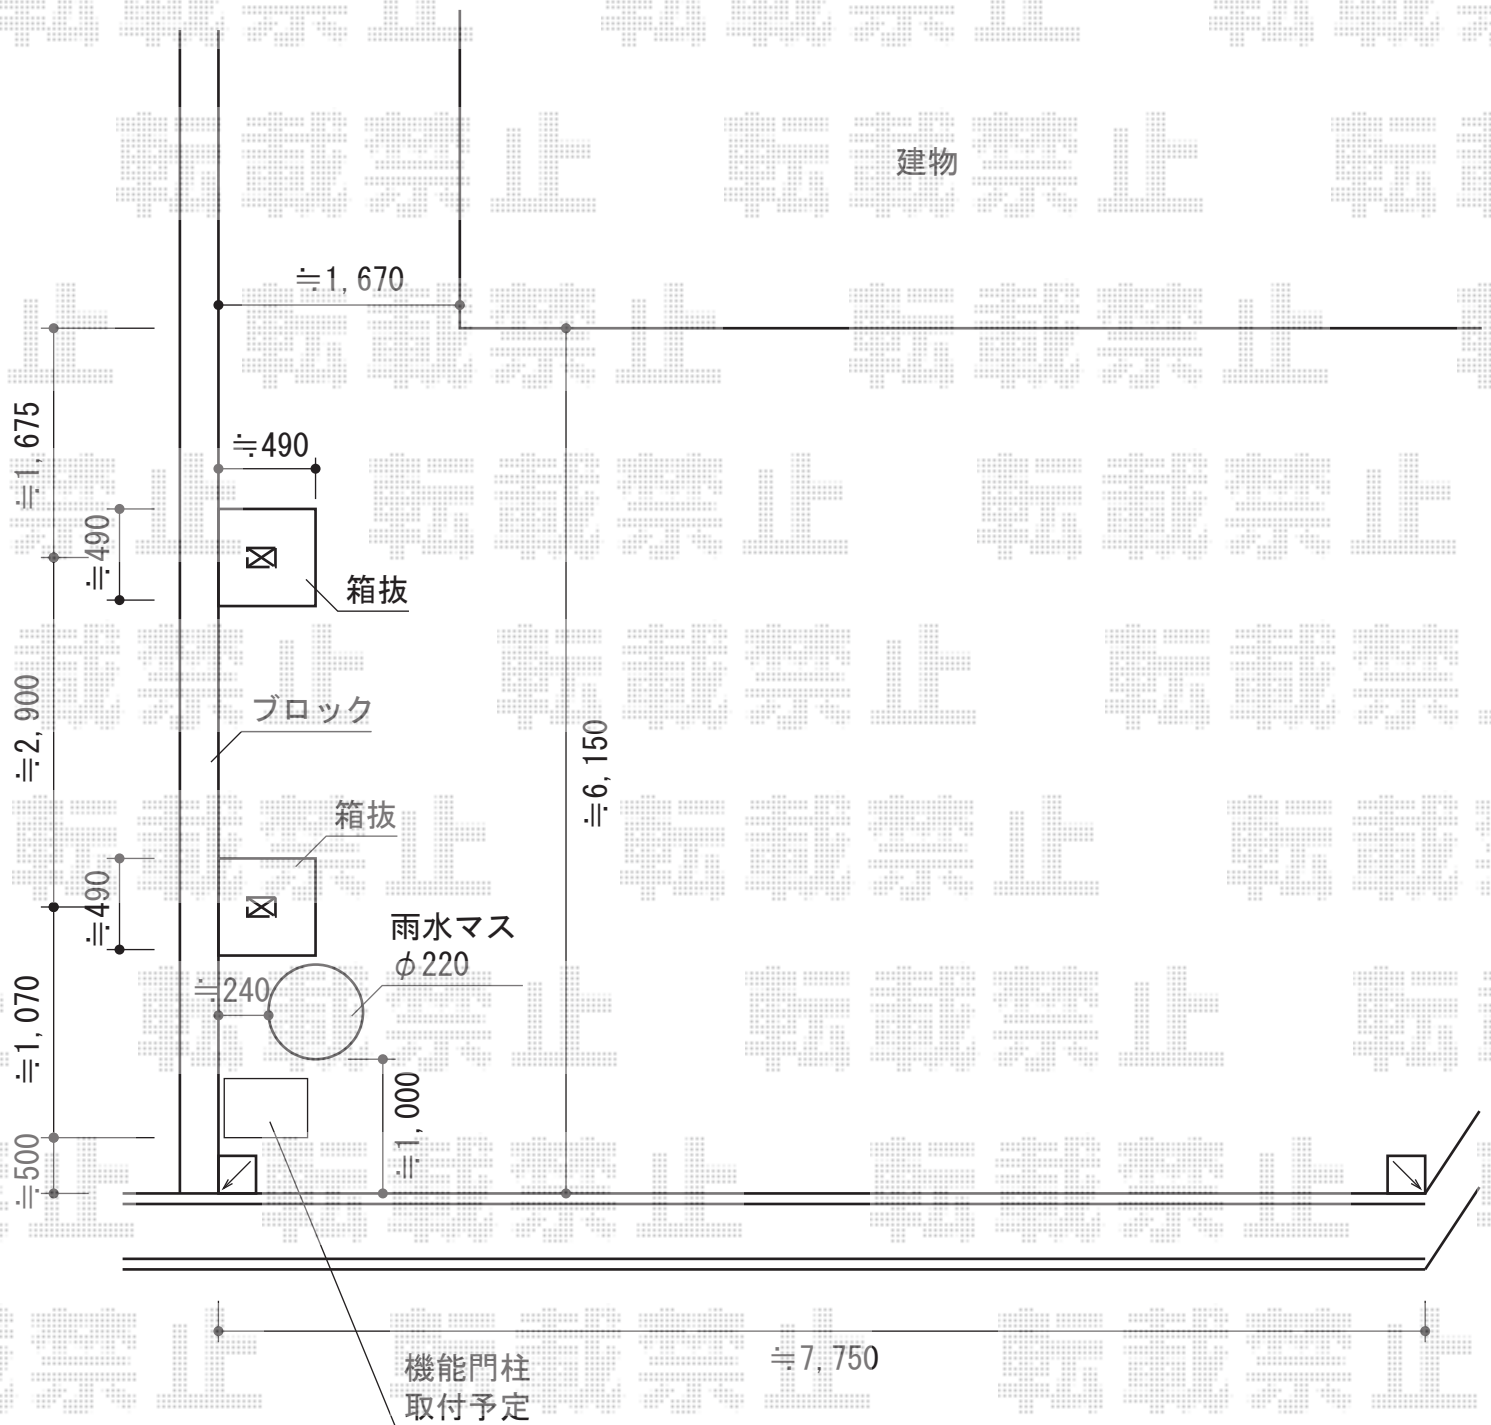 建物
≒1,670
≒1,675
≒490
≒490
箱抜
≒2,900
ブロック
≒6,150
箱抜
≒490
雨水マス
φ220
≒240
≒1,070
≒1,000
≒500
≒7,750
機能門柱
取付予定
転載禁止